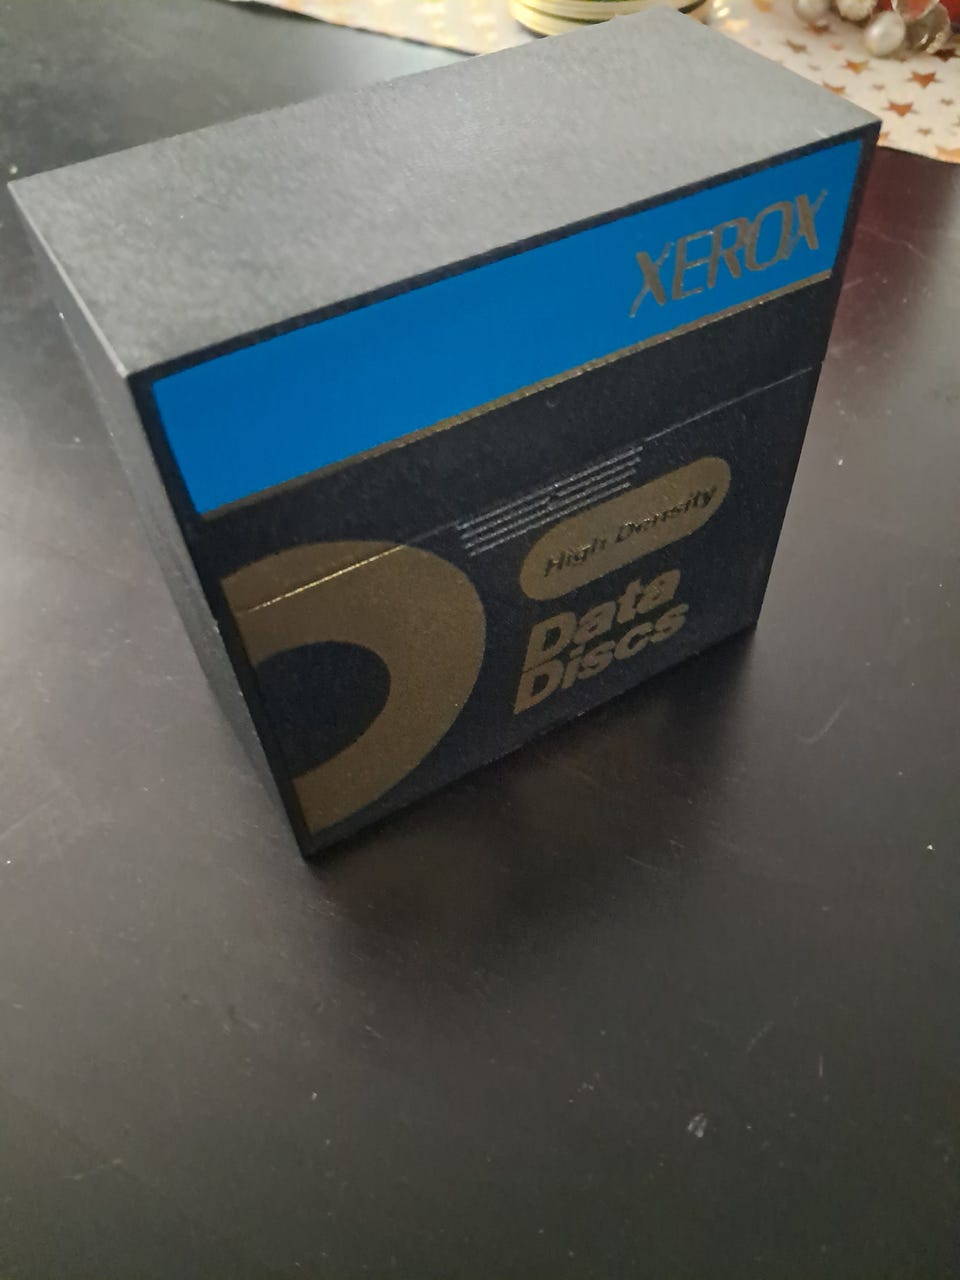 XEROX
High Density
Data
Discs